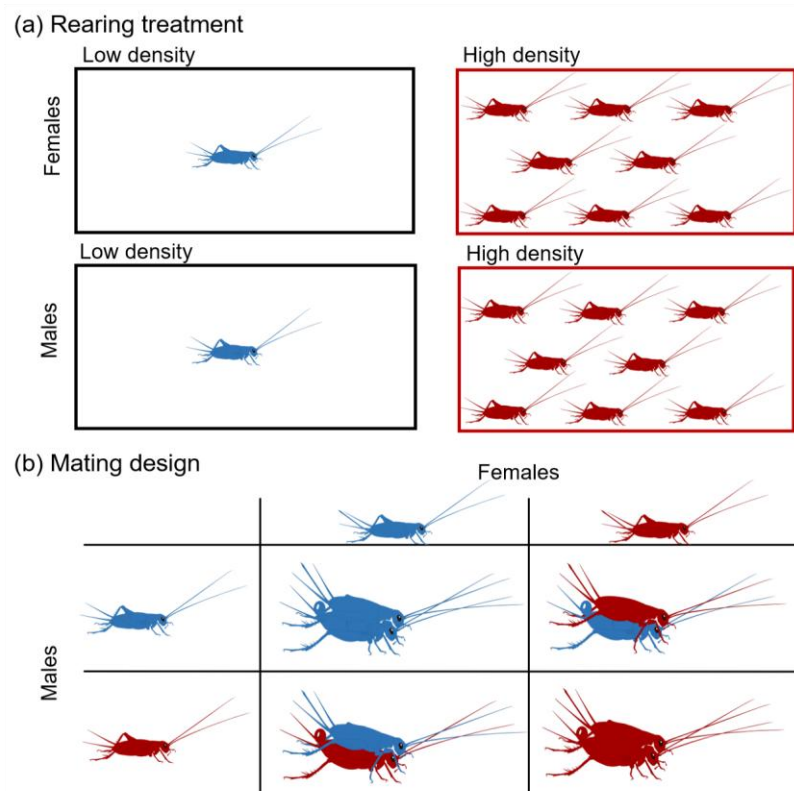 (a) Rearing treatment
Low density
High density
Females
Low density
High density
Males
(b) Mating design
Females
Males